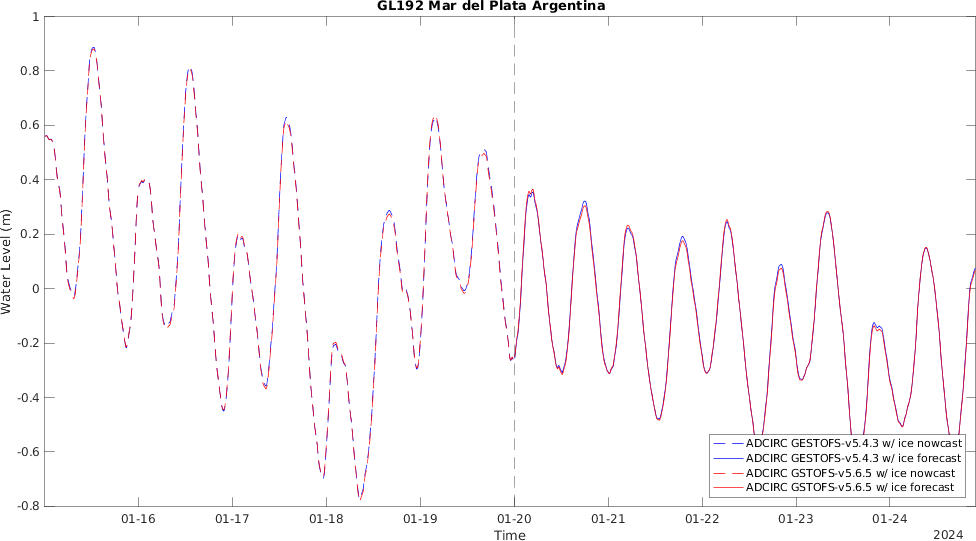 GL192 Mar del Plata Argentina
1
0.8
0.6
0.4
0.2
0
-0.2
-0.4
-0.6
-0.8
Water Level (m)
ADCIRC GESTOFS-v5.4.3 w/ ice nowcast
ADCIRC GESTOFS-v5.4.3 w/ ice forecast
ADCIRC GSTOFS-v5.6.5 w/ ice nowcast
ADCIRC GSTOFS-v5.6.5 w/ ice forecast
01-16 01-17 01-18 01-19 01-20 01-21 01-22 01-23 01-24
Time
2024